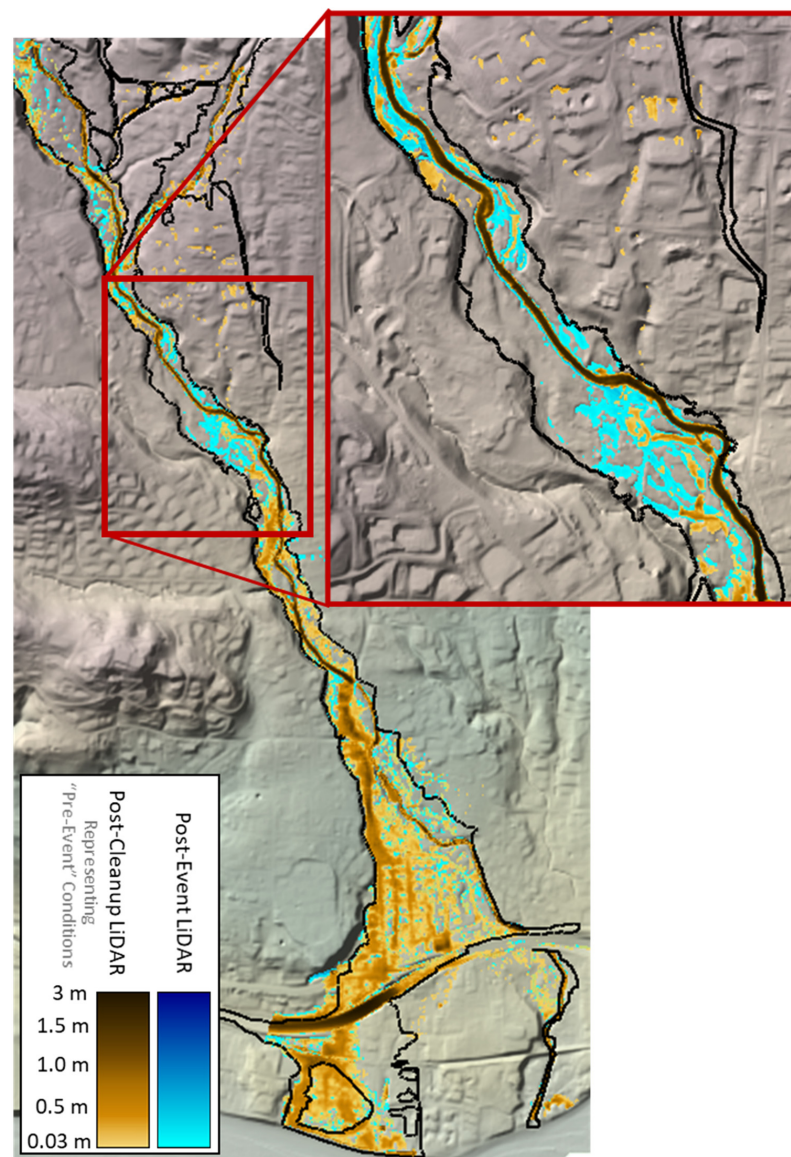 Post-Event LiDAR
Post-Cleanup LiDAR
Representing
"Pre-Event" Conditions
3 m
1.5 m
1.0 m
0.5 m
0.03 m